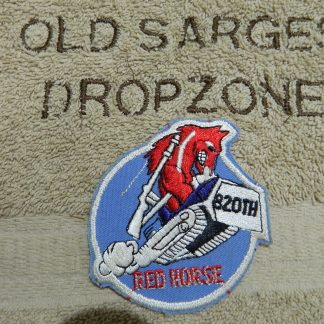 OLD SARGES
DROPZONE
820TH
RED HORSE